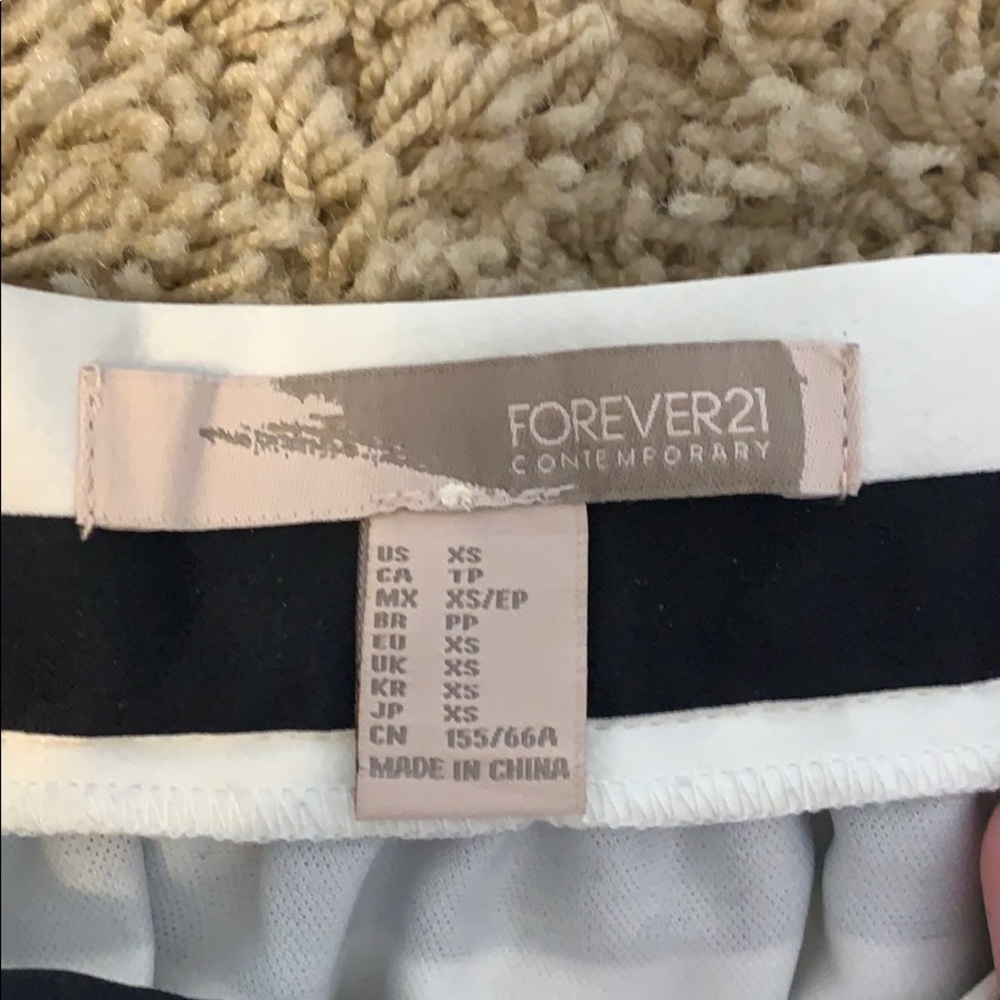 FOREVER21
CONTEMPORARY
US XS
CA TP
MX XS/EP
BR PP
EU XS
UK XS
KR XS
JP XS
CN 155/66A
MADE IN CHINA